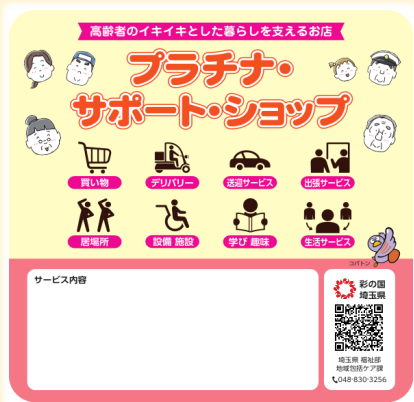 高齢者のイキイキとした暮らしを支えるお店
プラチナ・
サポート・ショップ
買い物
デリバリー
送迎サービス
出張サービス
居場所
設備 施設
学び 趣味
生活サービス
コバトン
サービス内容
彩の国
埼玉県
埼玉県 福祉部
地域包括ケア課
048-830-3256